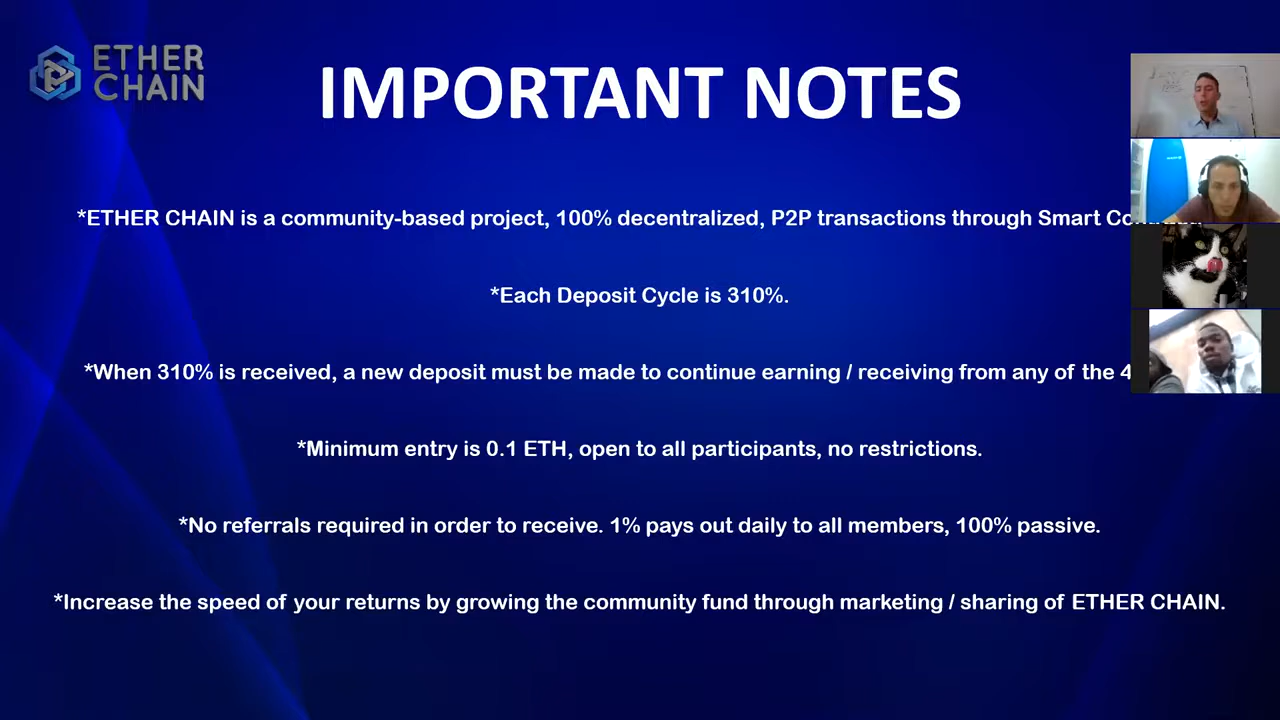 ETHER
CHAIN
IMPORTANT NOTES
*ETHER CHAIN is a community-based project, 100% decentralized, P2P transactions through Smart
*Each Deposit Cycle is 310%.
*When 310% is received, a new deposit must be made to continue earning / receiving from any of the 4
*Minimum entry is 0.1 ETH, open to all participants, no restrictions.
*No referrals required in order to receive. 1% pays out daily to all members, 100% passive.
*Increase the speed of your returns by growing the community fund through marketing / sharing of ETHER CHAIN.